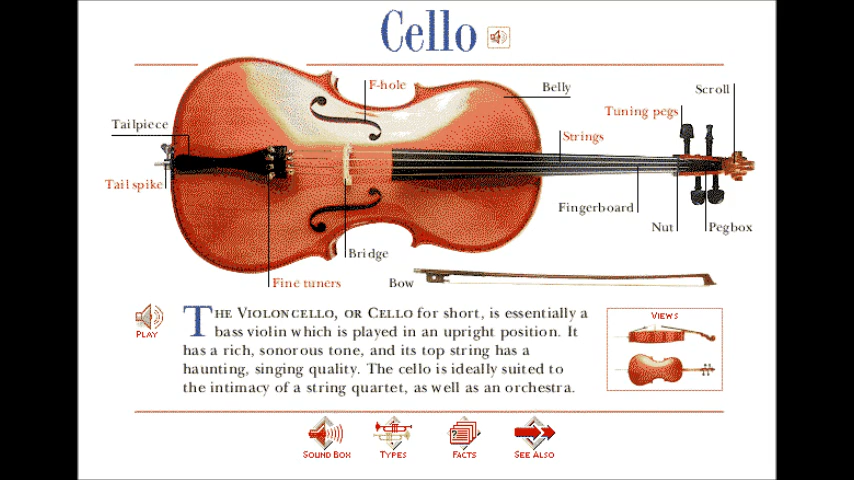 Cello
F-hole
Belly
Scroll
Tuning pegs
Tailpiece
Strings
Tail spike
Fingerboard
Nut
Pegbox
Bridge
Fine tuners
Bow
THE VIOLONCELLO, OR CELLO for short, is essentially a
bass violin which is played in an upright position. It
has a rich, sonorous tone, and its top string has a
haunting, singing quality. The cello is ideally suited to
the intimacy of a string quartet, as well as an orchestra.
PLAY
VIEWS
SOUND BOX
TYPES
FACTS
SEE ALSO